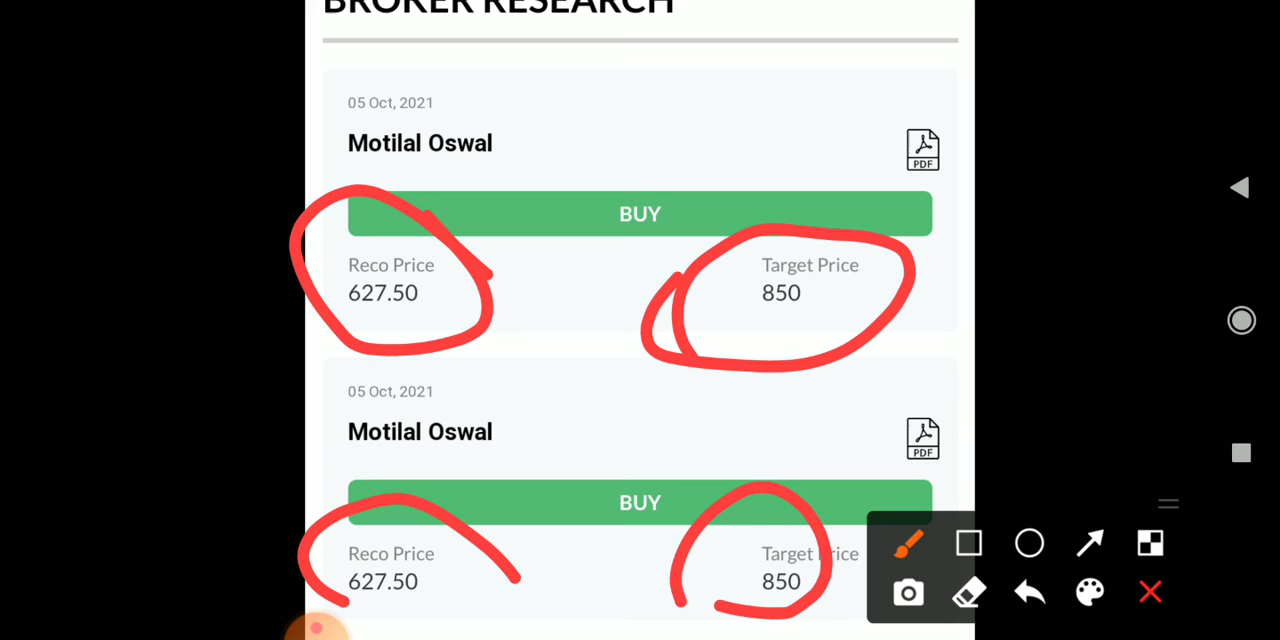 BROKER RESEARCH
05 Oct, 2021
Motilal Oswal
PDF
BUY
Reco Price
Target Price
627.50
850
05 Oct, 2021
Motilal Oswal
PDF
BUY
Reco Price
Target Price
627.50
850